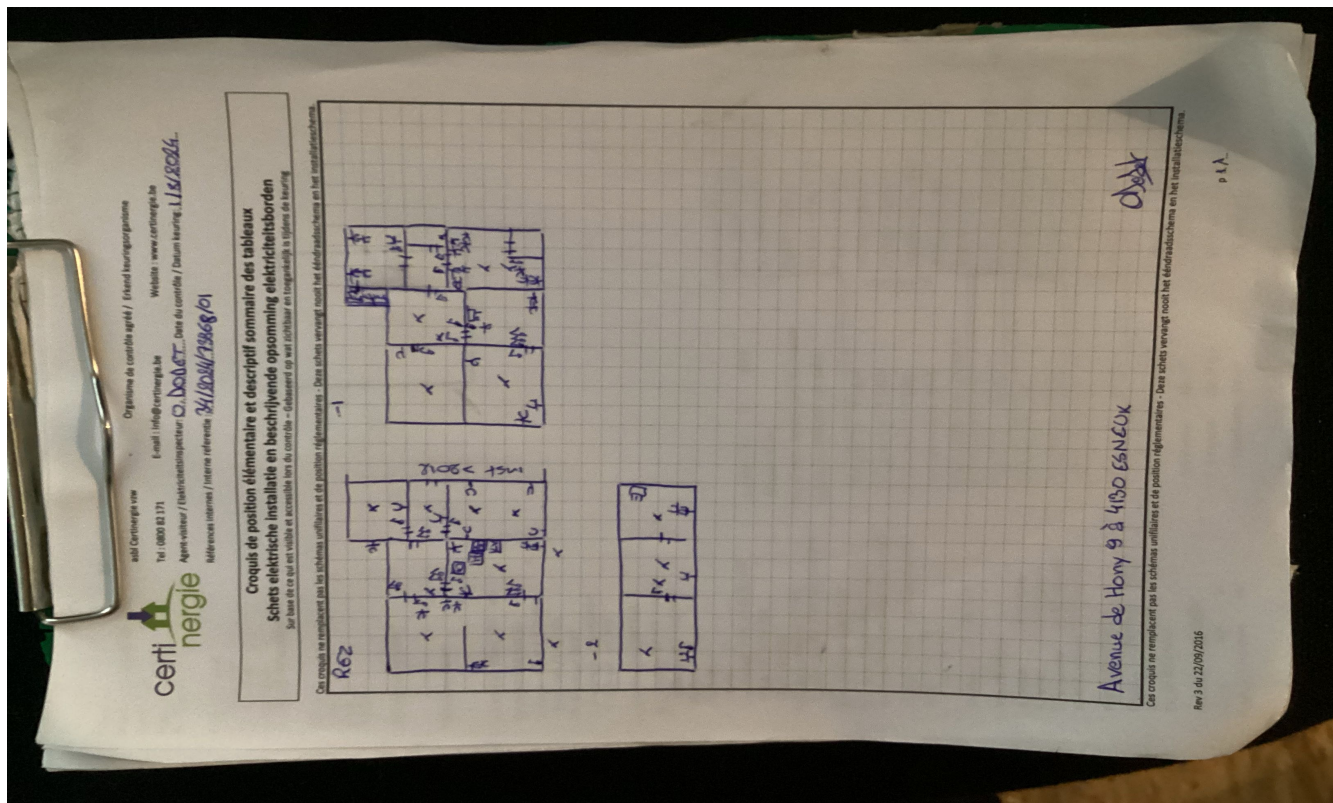 certi
nergie
asbl Certinergie vzw Organisme de contrôle agréé / Erkend keuringsorganisme
Tel : 0800 82 171 E-mail : info@certinergie.be Website : www.certinergie.be
Agent-visiteur / Elektriciteitsinspecteur: O. DODET Date du contrôle / Datum keuring: 1/8/2024
Références internes / Interne referentie:
Croquis de position élémentaire et descriptif sommaire des tableaux
Schets elektrische installatie en beschrijvende opsomming elektriciteitsborden
Sur base de ce qui est visible et accessible lors du contrôle – Gebaseerd op wat zichtbaar en toegankelijk is tijdens de keuring
Ces croquis ne remplacent pas les schémas unifilaires et de position réglementaires - Deze schets vervangt nooit het ééndraadsschema en het installatieschema.
REZ
-1
-2
Avenue de Hony 9 à 4130 ESNEUX
Ces croquis ne remplacent pas les schémas unifilaires et de position réglementaires - Deze schets vervangt nooit het ééndraadsschema en het installatieschema.
Rev 3 du 22/09/2016